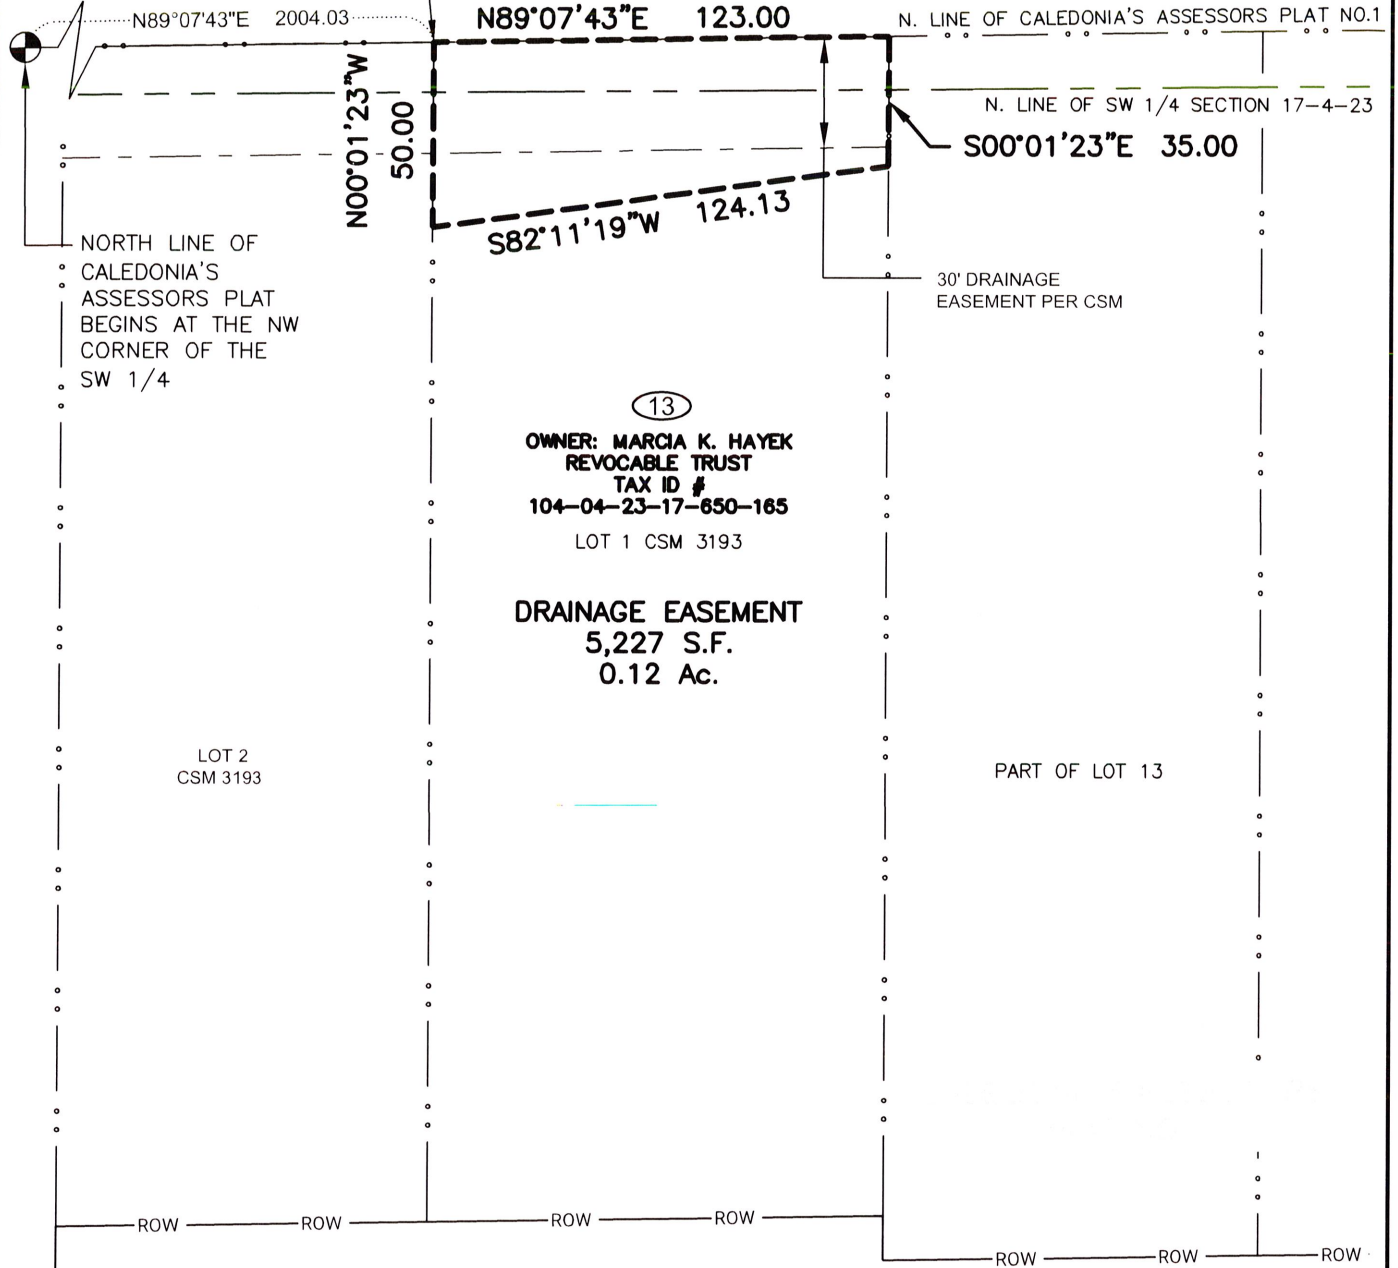 N89°07'43"E 2004.03
N89°07'43"E 123.00
N. LINE OF CALEDONIA'S ASSESSORS PLAT NO.1
N. LINE OF SW 1/4 SECTION 17-4-23
N00°01'23"W
50.00
S00°01'23"E 35.00
S82°11'19"W 124.13
NORTH LINE OF
CALEDONIA'S
ASSESSORS PLAT
BEGINS AT THE NW
CORNER OF THE
SW 1/4
30' DRAINAGE
EASEMENT PER CSM
13
OWNER: MARCIA K. HAYEK
REVOCABLE TRUST
TAX ID #
104-04-23-17-650-165
LOT 1 CSM 3193
DRAINAGE EASEMENT
5,227 S.F.
0.12 Ac.
LOT 2
CSM 3193
PART OF LOT 13
ROW ROW ROW ROW
ROW ROW ROW